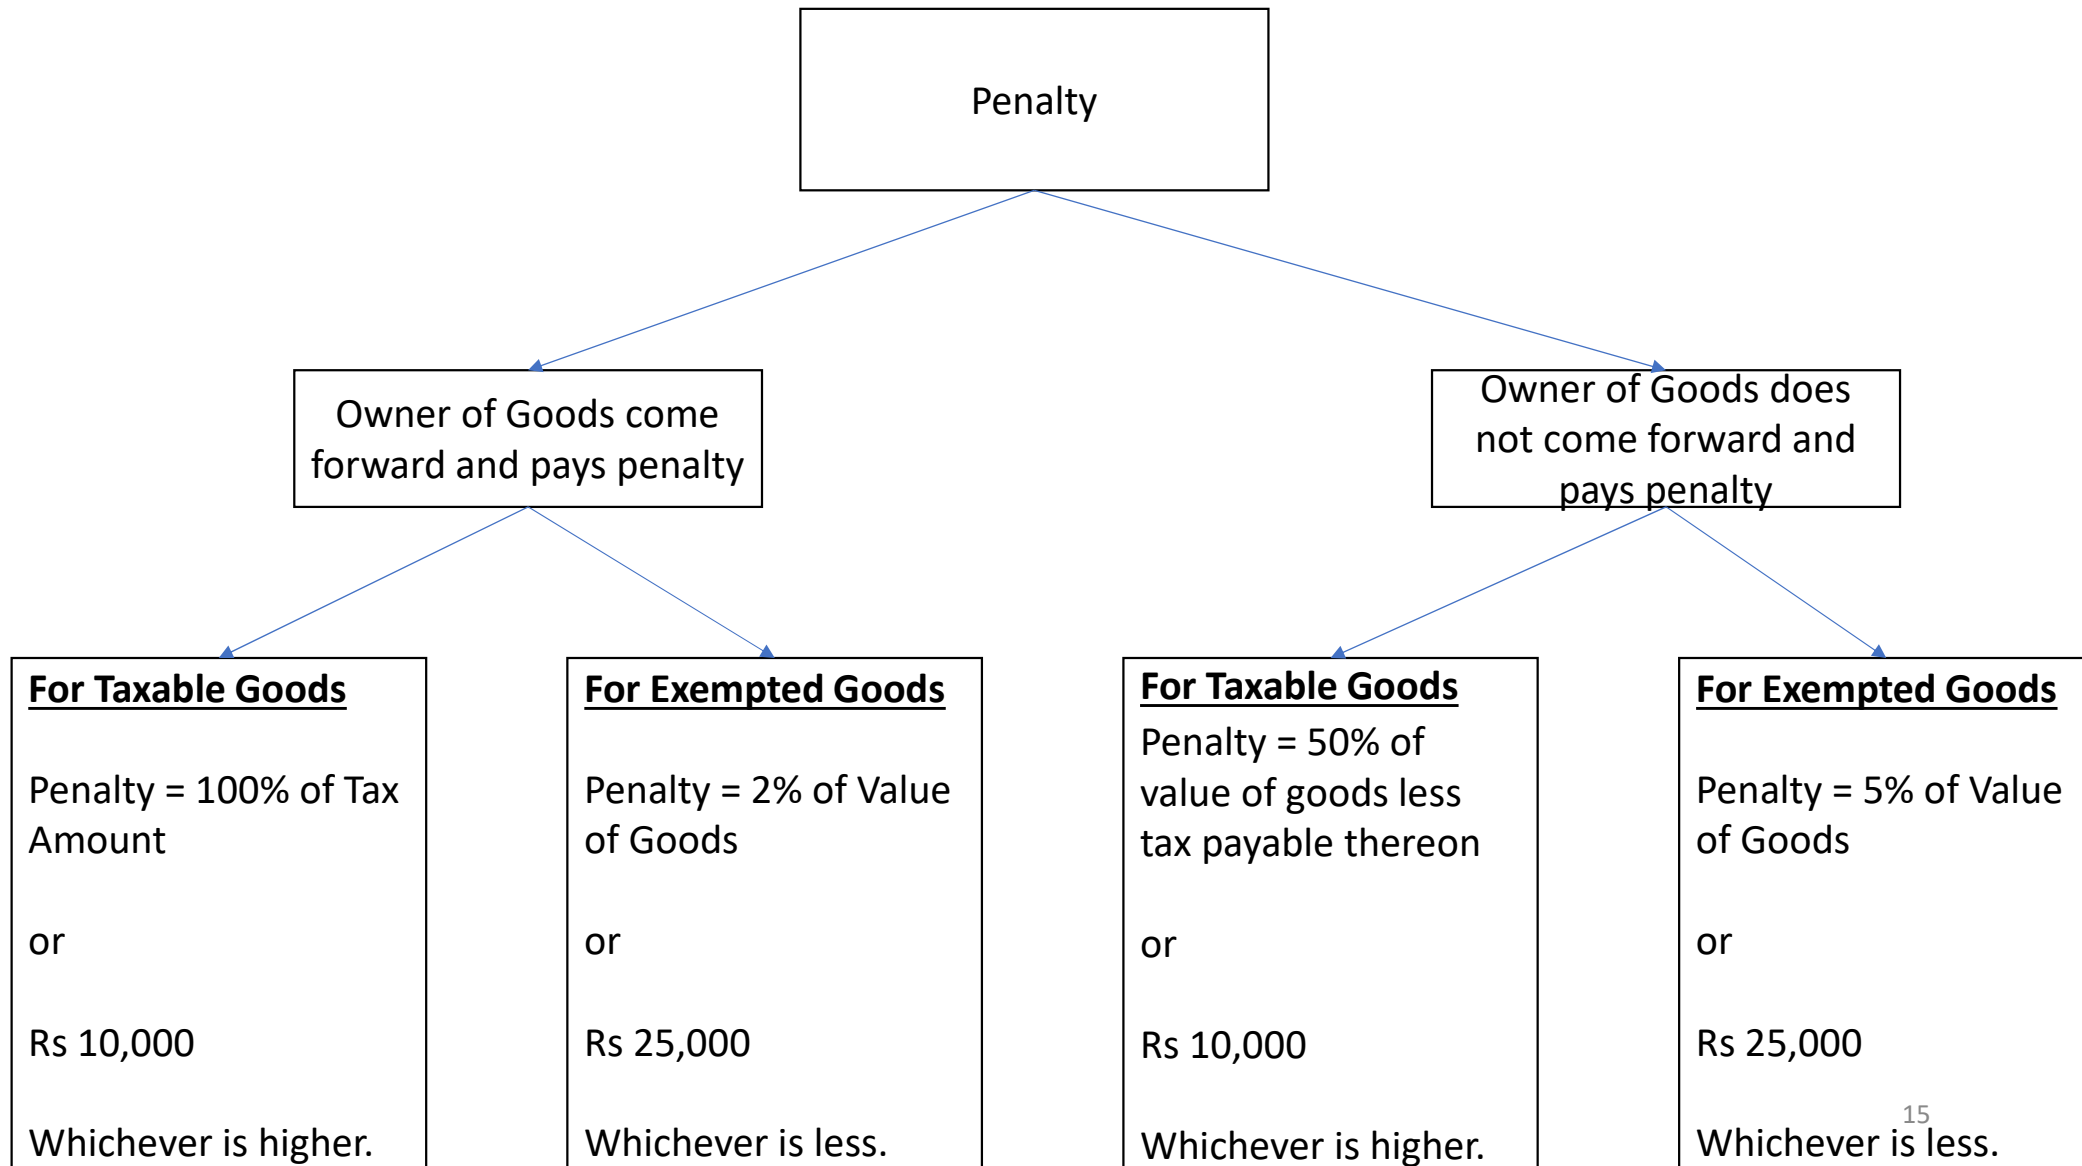 Penalty
Owner of Goods come
forward and pays penalty
Owner of Goods does
not come forward and
pays penalty
For Taxable Goods
Penalty = 100% of Tax
Amount
or
Rs 10,000
Whichever is higher.
For Exempted Goods
Penalty = 2% of Value
of Goods
or
Rs 25,000
Whichever is less.
For Taxable Goods
Penalty = 50% of
value of goods less
tax payable thereon
or
Rs 10,000
Whichever is higher.
For Exempted Goods
Penalty = 5% of Value
of Goods
or
Rs 25,000
Whichever is less.
15